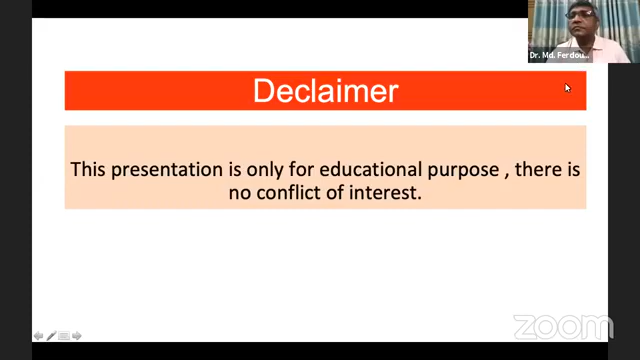 Dr. Md. Ferdou...
Declaimer
This presentation is only for educational purpose , there is
no conflict of interest.
zoom